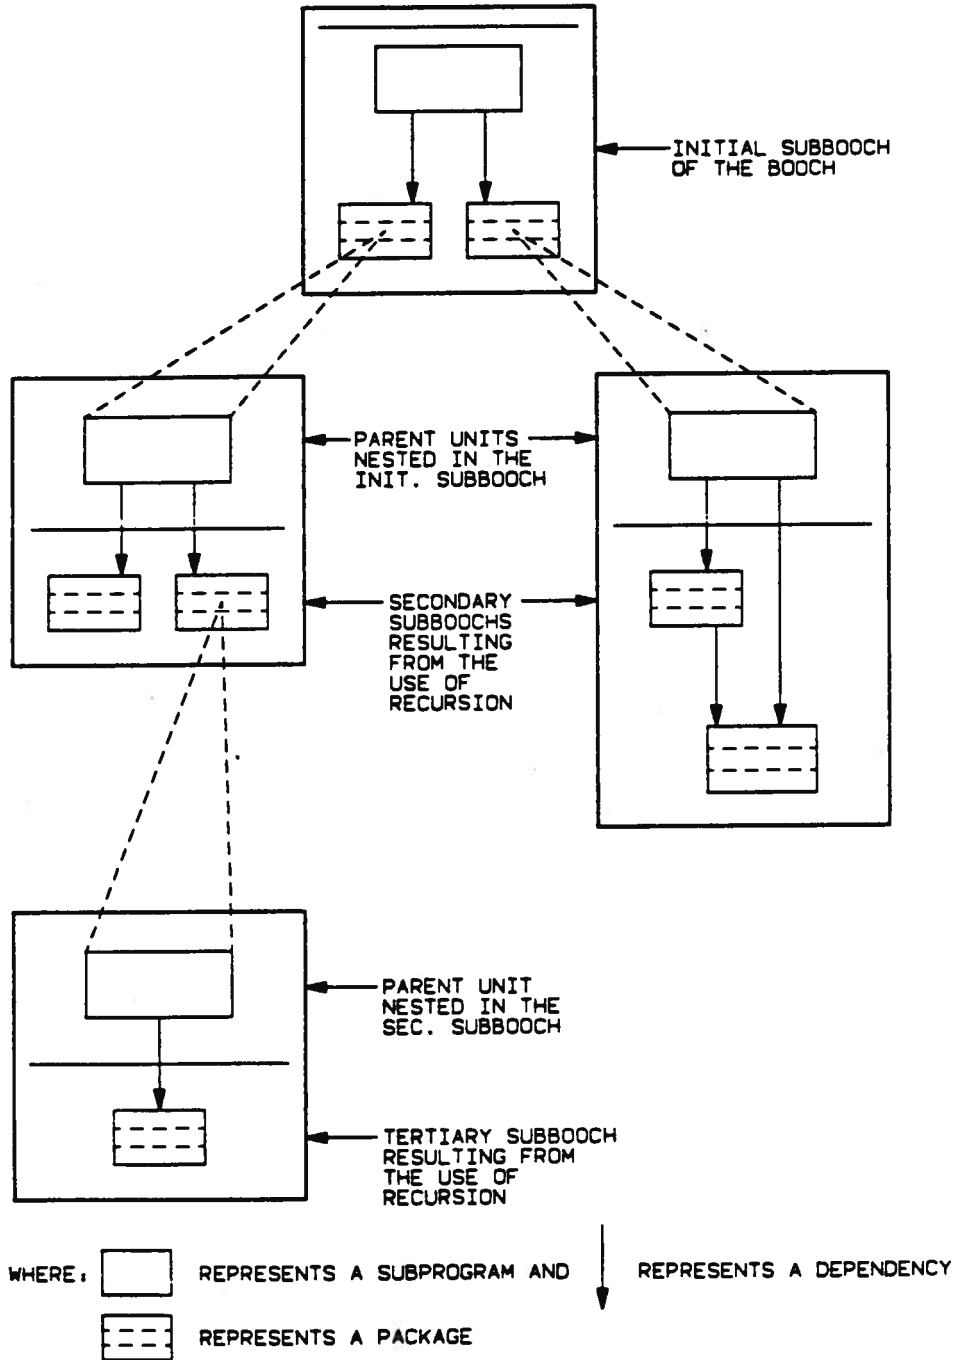 INITIAL SUBBOOCH
OF THE BOOCH
PARENT UNITS
NESTED IN THE
INIT. SUBBOOCH
SECONDARY
SUBBOOCHS
RESULTING
FROM THE
USE OF
RECURSION
PARENT UNIT
NESTED IN THE
SEC. SUBBOOCH
TERTIARY SUBBOOCH
RESULTING FROM
THE USE OF
RECURSION
WHERE: REPRESENTS A SUBPROGRAM AND REPRESENTS A DEPENDENCY
REPRESENTS A PACKAGE